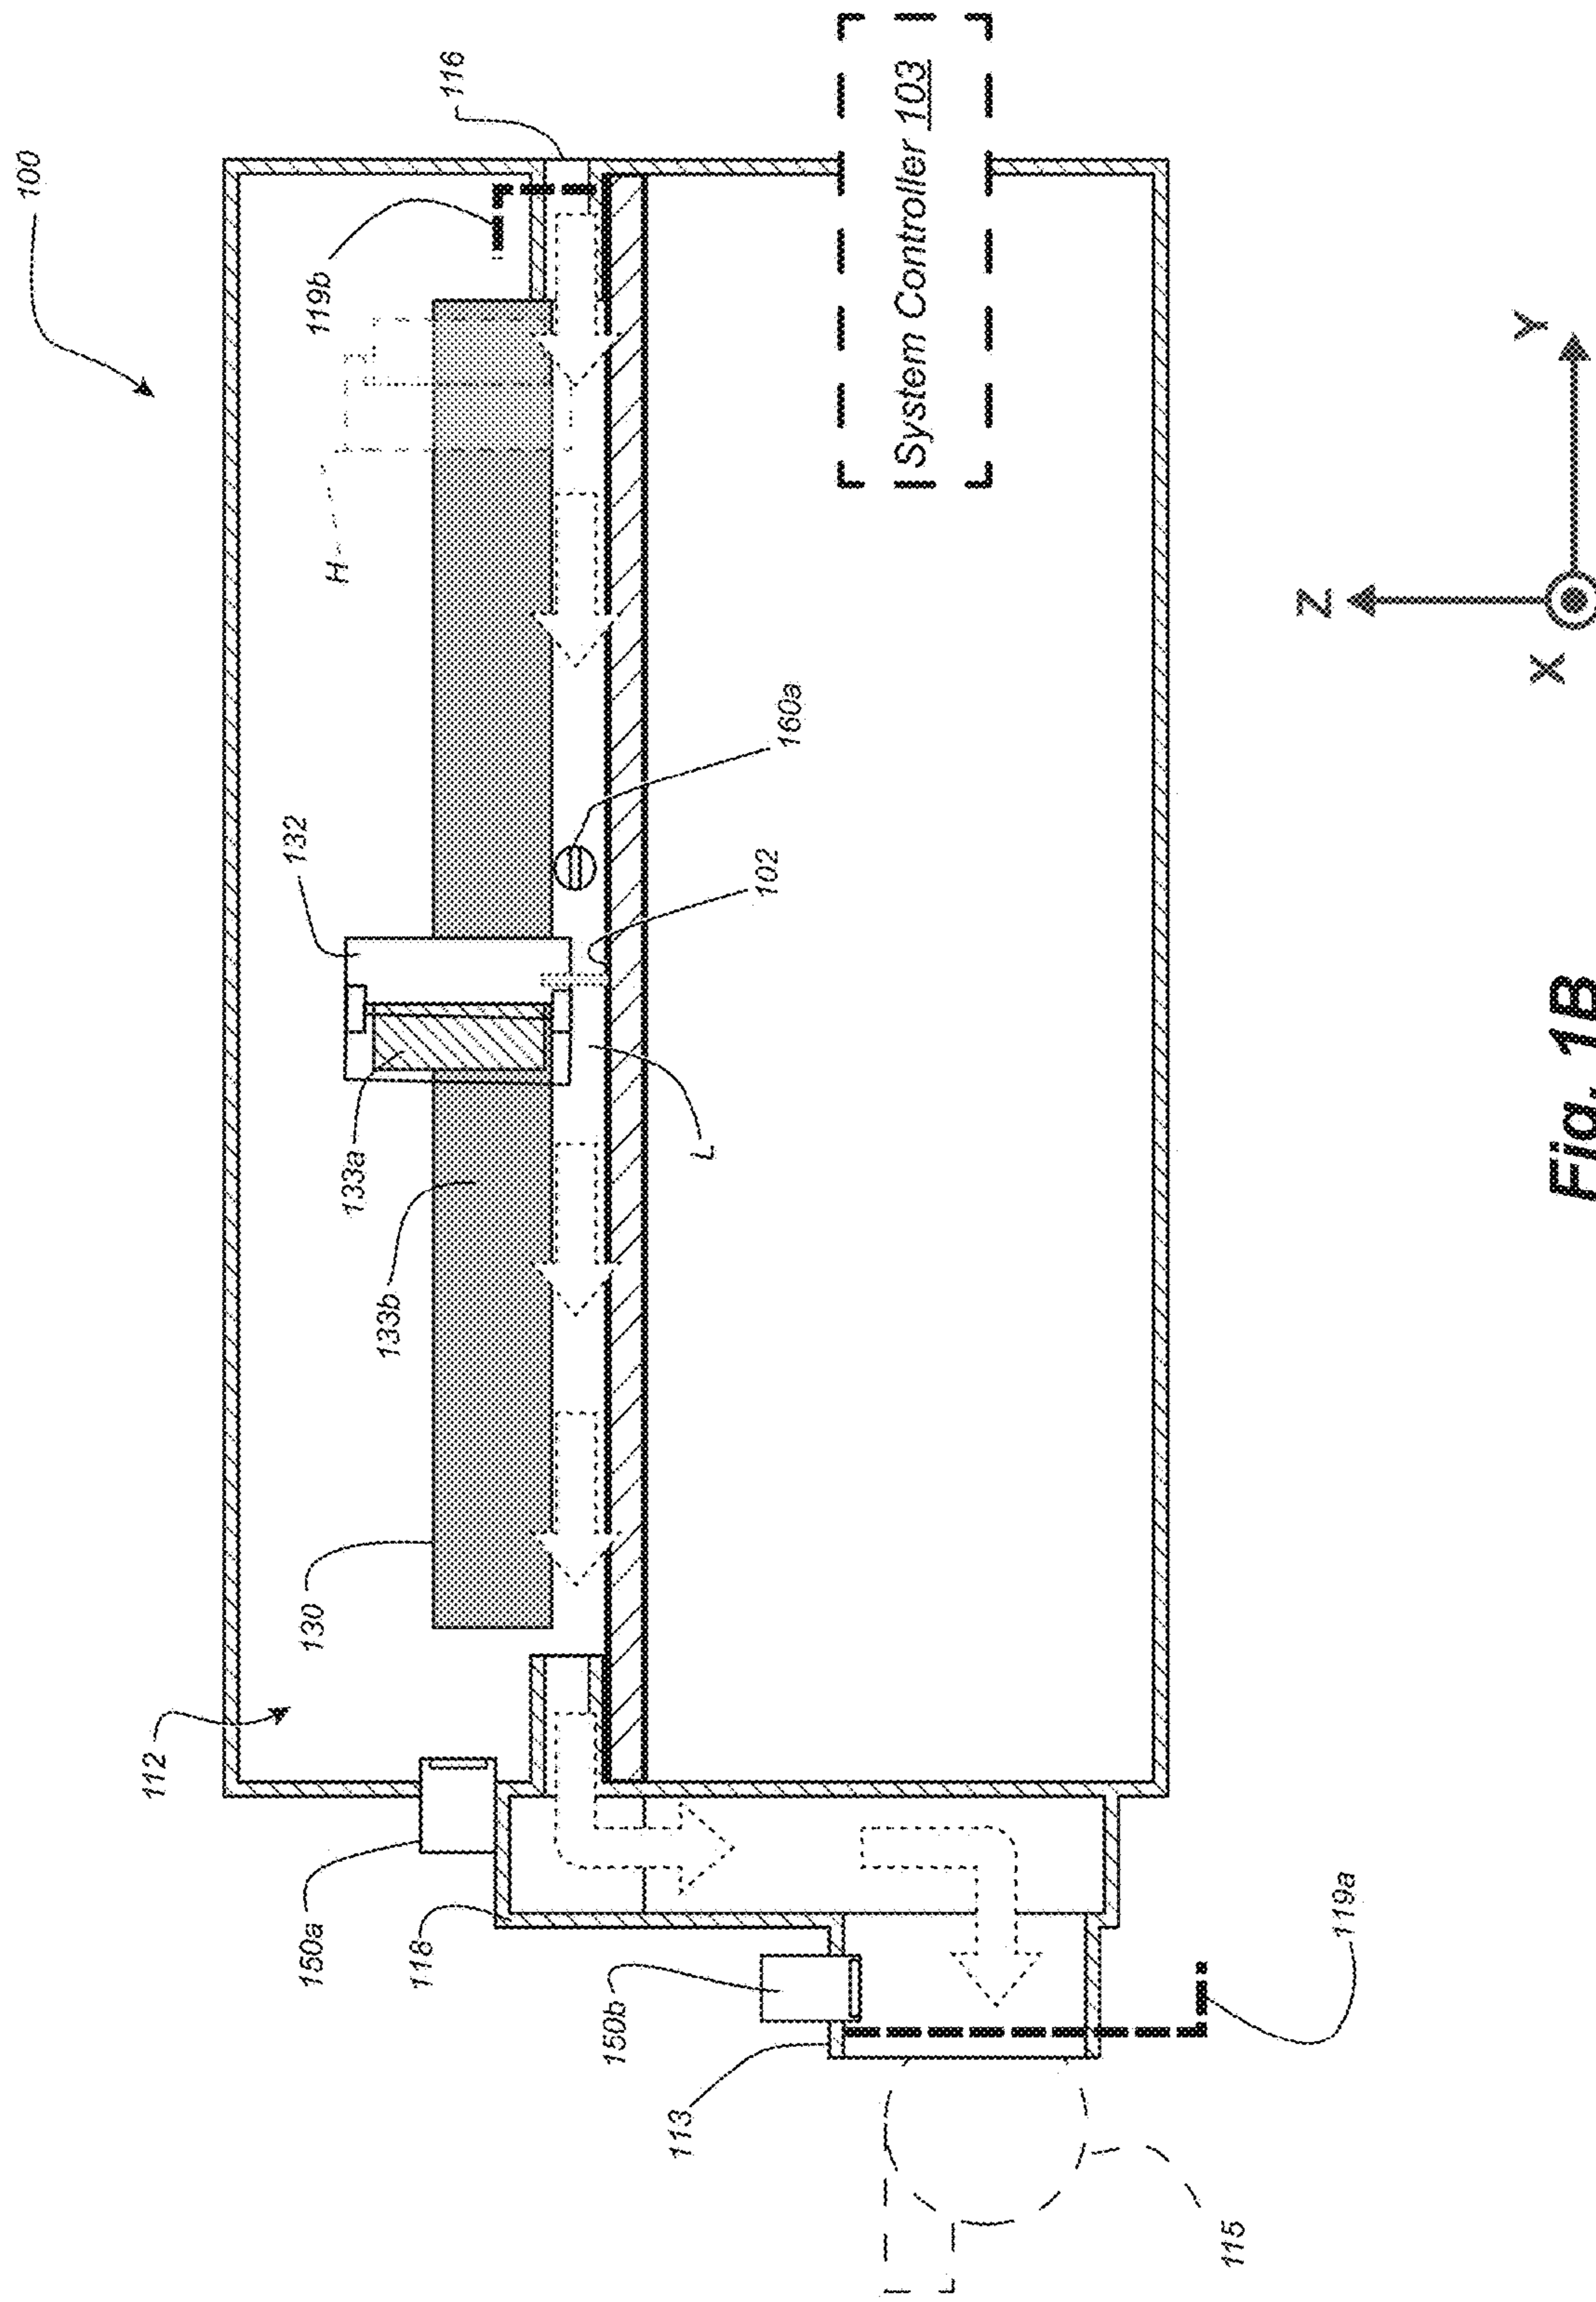 100
112
150a
130
132
119b
H
133a
133b
118
116
150b
113
L
102
160a
System Controller 103
115
119a
Z
Y
X
Fig. 1B